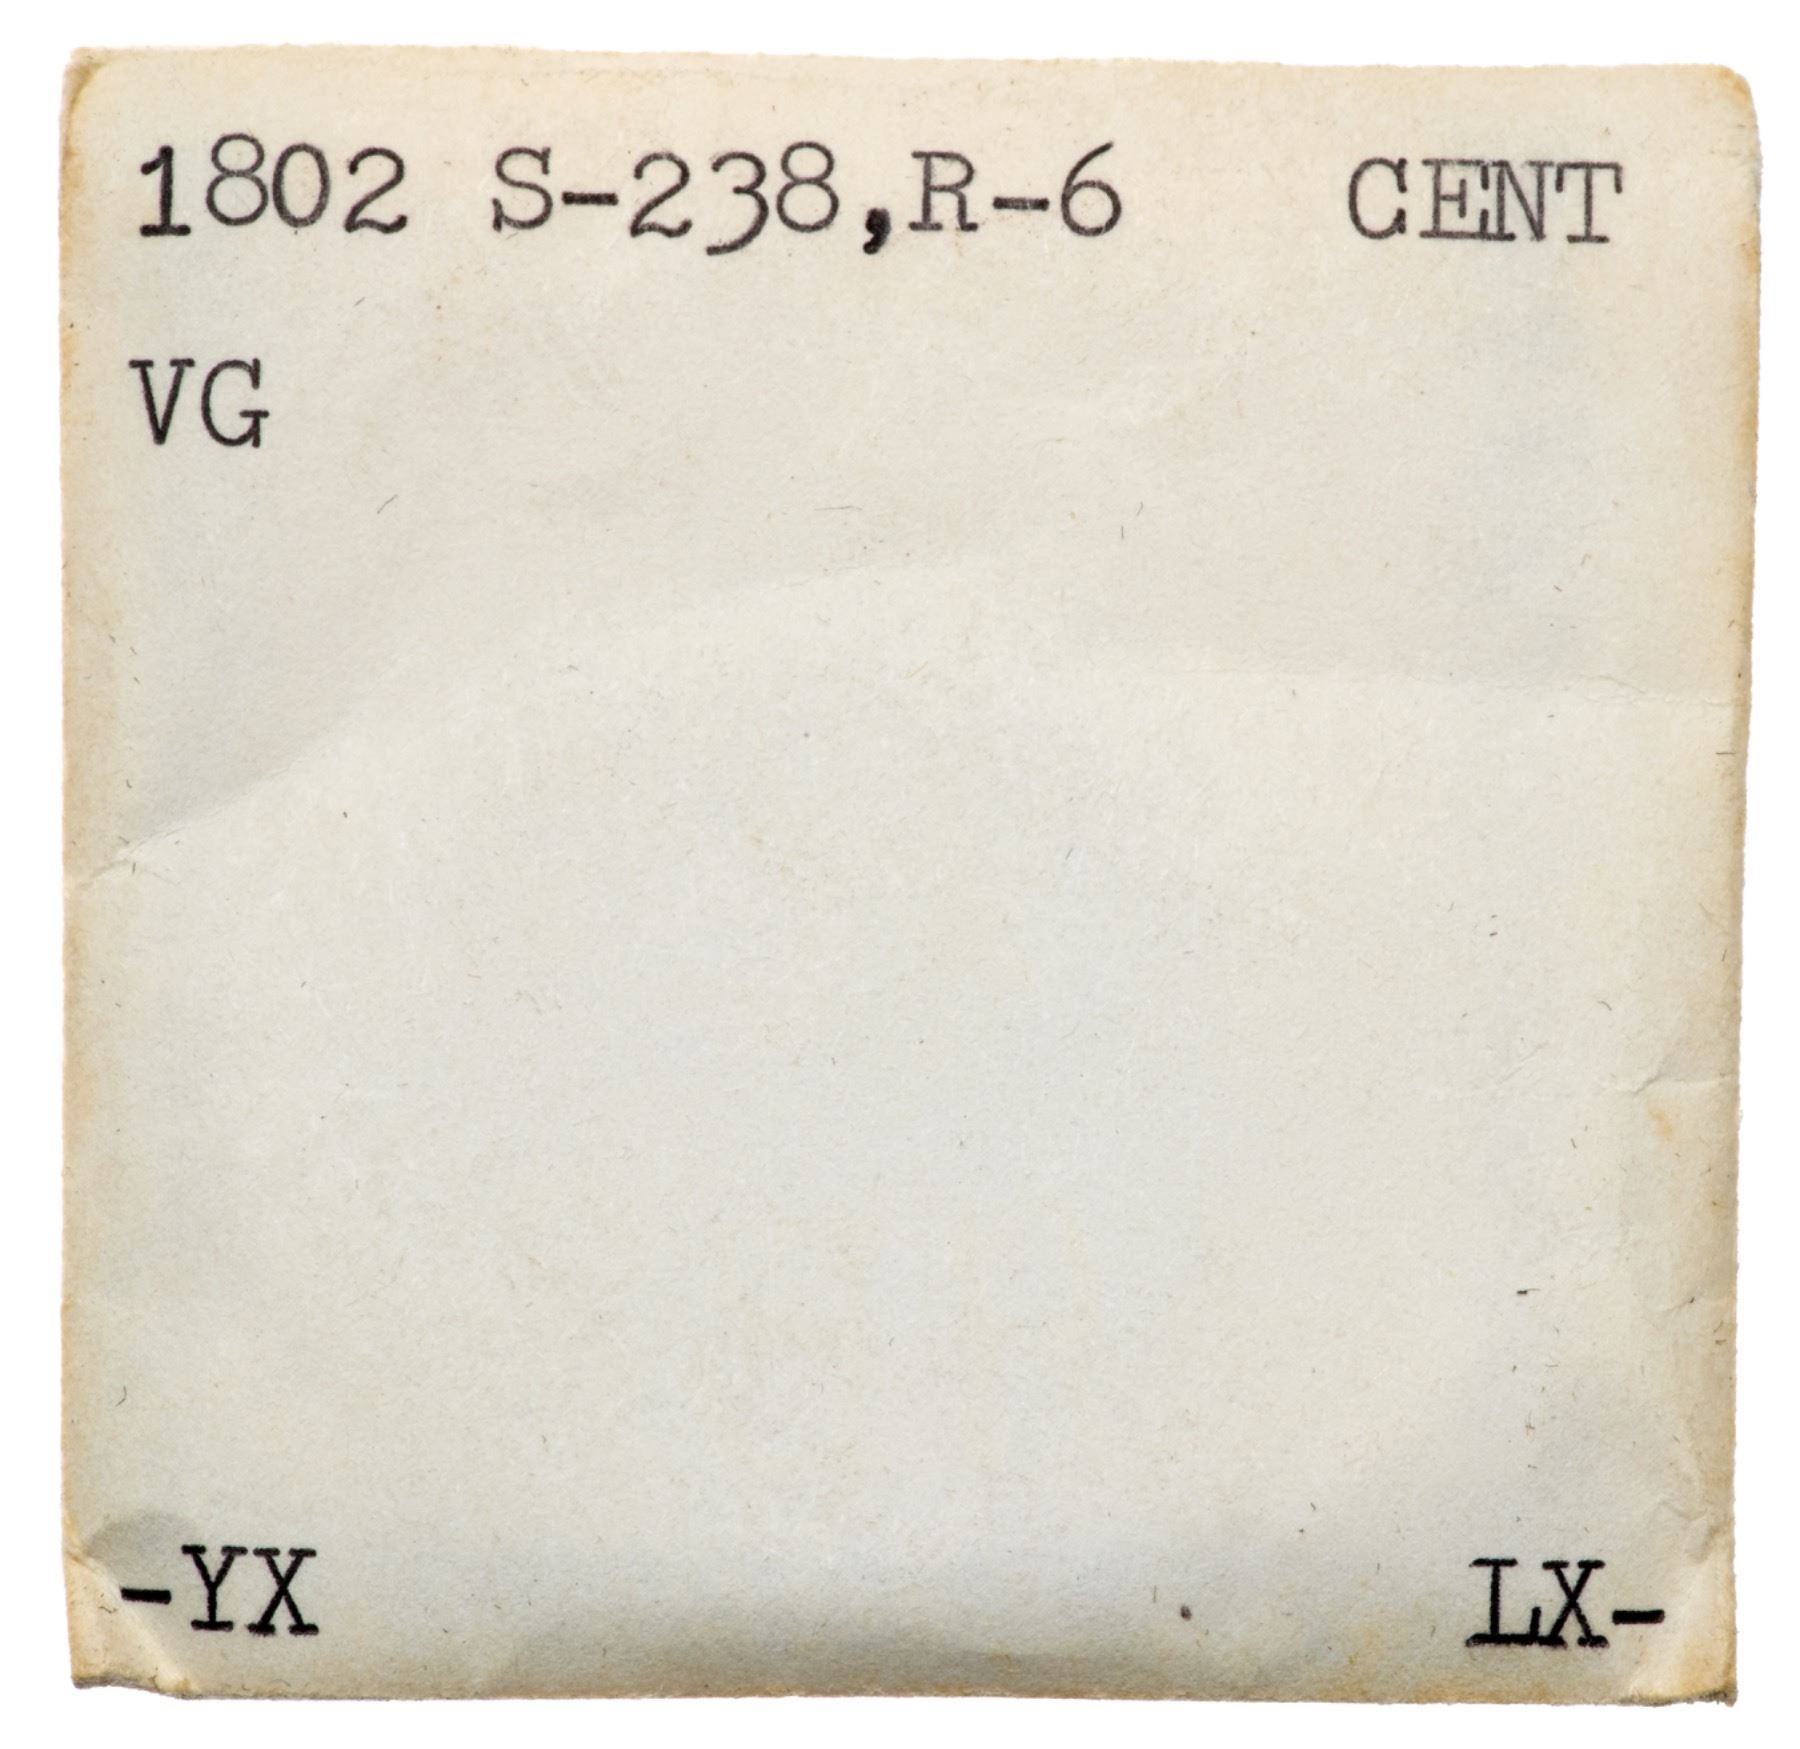 1802 S-238,R-6 CENT
VG
-YX LX-